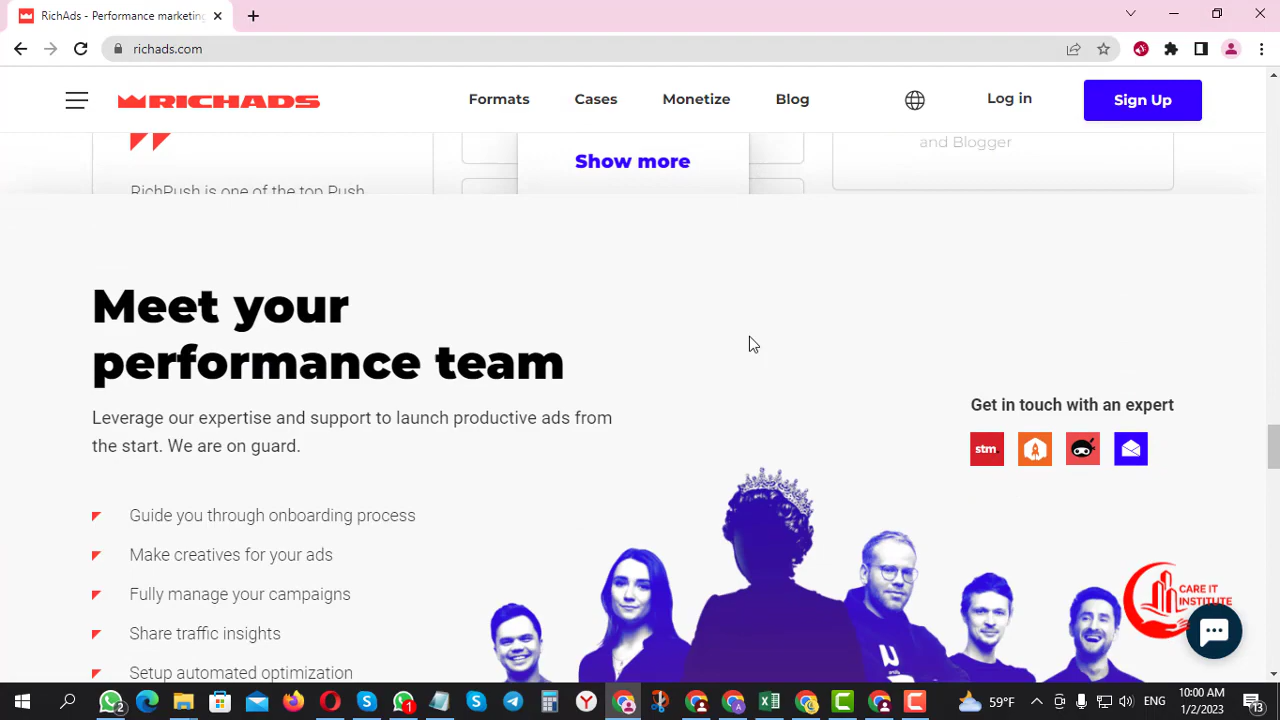 RichAds - Performance marketing
richads.com
RICHADS
Formats
Cases
Monetize
Blog
Log in
Sign Up
Show more
and Blogger
RichPush is one of the top Push
Meet your
performance team
Leverage our expertise and support to launch productive ads from
the start. We are on guard.
Get in touch with an expert
stm.
Guide you through onboarding process
Make creatives for your ads
Fully manage your campaigns
Share traffic insights
Setup automated optimization
CARE IT
INSTITUTE
2
1
59°F
ENG
10:00 AM
1/2/2023
13